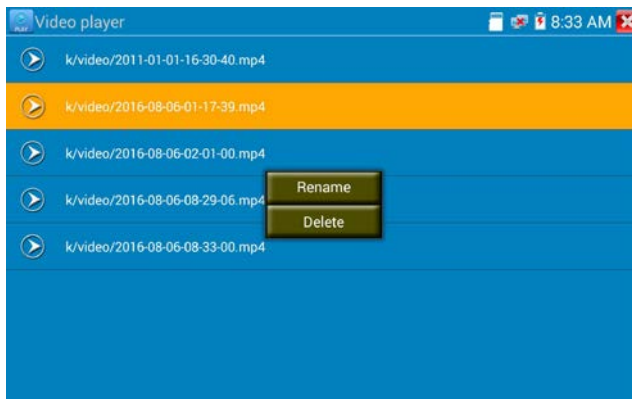 PLAY
Video player
8:33 AM
k/video/2011-01-01-16-30-40.mp4
k/video/2016-08-06-01-17-39.mp4
k/video/2016-08-06-02-01-00.mp4
Rename
k/video/2016-08-06-08-29-06.mp4
Delete
k/video/2016-08-06-08-33-00.mp4